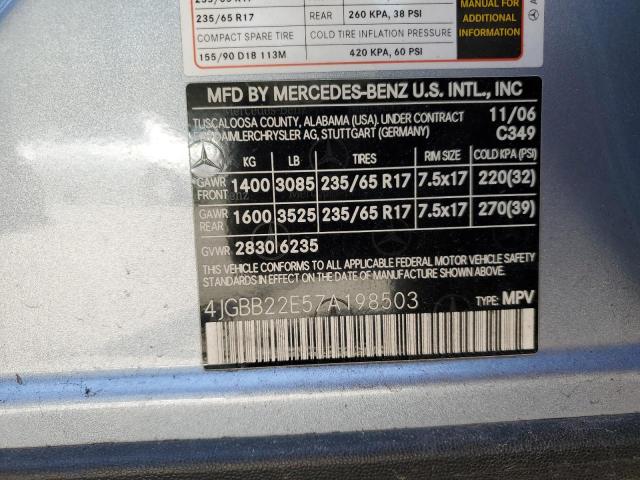 235/65 R17
235/65 R17 REAR 260 KPA, 38 PSI
COMPACT SPARE TIRE COLD TIRE INFLATION PRESSURE
155/90 D18 113M 420 KPA, 60 PSI
MANUAL FOR
ADDITIONAL
INFORMATION
MFD BY MERCEDES-BENZ U.S. INTL., INC
TUSCALOOSA COUNTY, ALABAMA (USA). UNDER CONTRACT 11/06
DAIMLERCHRYSLER AG, STUTTGART (GERMANY) C349
KG LB TIRES RIM SIZE COLD KPA (PSI)
GAWR FRONT 1400 3085 235/65 R17 7.5x17 220(32)
GAWR REAR 1600 3525 235/65 R17 7.5x17 270(39)
GVWR 2830 6235
THIS VEHICLE CONFORMS TO ALL APPLICABLE FEDERAL MOTOR VEHICLE SAFETY
STANDARDS IN EFFECT ON THE DATE OF MANUFACTURE SHOWN ABOVE.
4JGBB22E57A198503 TYPE: MPV